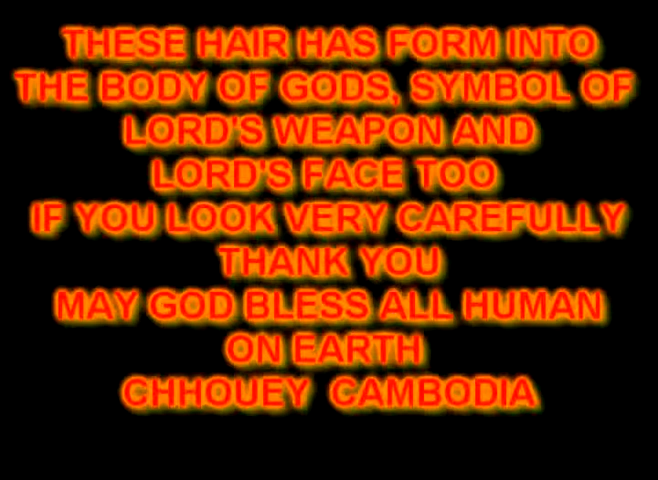 THESE HAIR HAS FORM INTO
THE BODY OF GODS, SYMBOL OF
LORD'S WEAPON AND
LORD'S FACE TOO
IF YOU LOOK VERY CAREFULLY
THANK YOU
MAY GOD BLESS ALL HUMAN
ON EARTH
CHHOUEY CAMBODIA